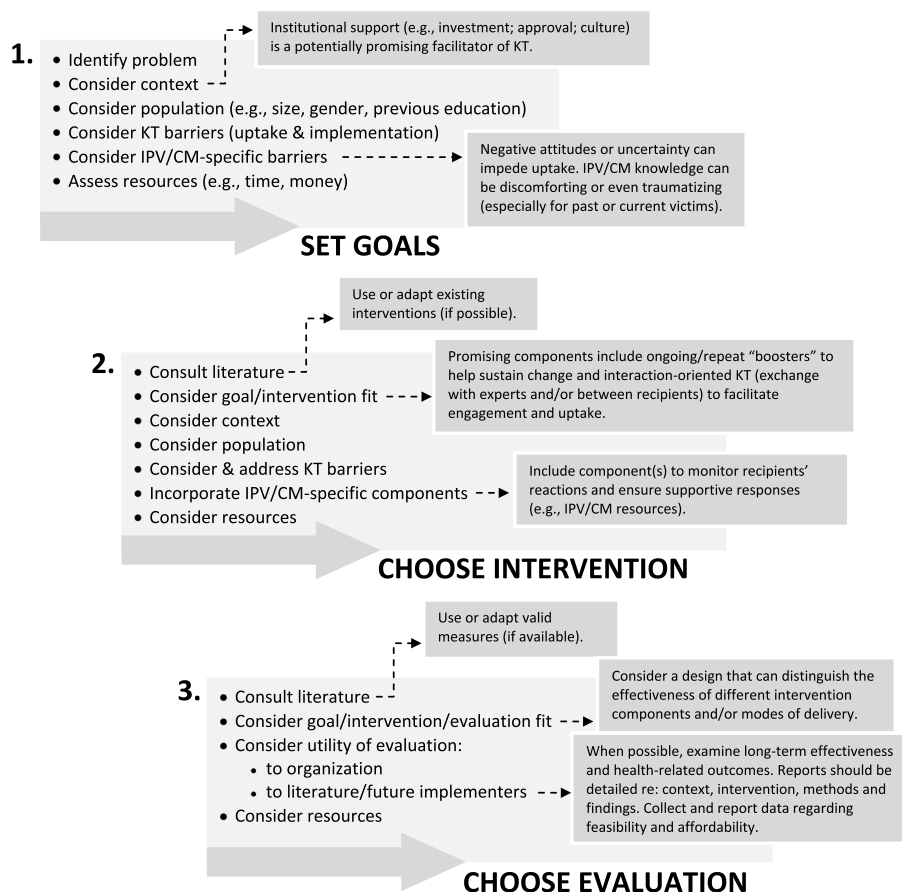 Institutional support (e.g., investment; approval; culture)
is a potentially promising facilitator of KT.
1.
• Identify problem
• Consider context
• Consider population (e.g., size, gender, previous education)
• Consider KT barriers (uptake & implementation)
• Consider IPV/CM-specific barriers
• Assess resources (e.g., time, money)
Negative attitudes or uncertainty can
impede uptake. IPV/CM knowledge can
be discomforting or even traumatizing
(especially for past or current victims).
SET GOALS
Use or adapt existing
interventions (if possible).
2.
• Consult literature
• Consider goal/intervention fit
• Consider context
• Consider population
• Consider & address KT barriers
• Incorporate IPV/CM-specific components
• Consider resources
Promising components include ongoing/repeat “boosters” to
help sustain change and interaction-oriented KT (exchange
with experts and/or between recipients) to facilitate
engagement and uptake.
Include component(s) to monitor recipients’
reactions and ensure supportive responses
(e.g., IPV/CM resources).
CHOOSE INTERVENTION
Use or adapt valid
measures (if available).
3.
• Consult literature
• Consider goal/intervention/evaluation fit
• Consider utility of evaluation:
• to organization
• to literature/future implementers
• Consider resources
Consider a design that can distinguish the
effectiveness of different intervention
components and/or modes of delivery.
When possible, examine long-term effectiveness
and health-related outcomes. Reports should be
detailed re: context, intervention, methods and
findings. Collect and report data regarding
feasibility and affordability.
CHOOSE EVALUATION